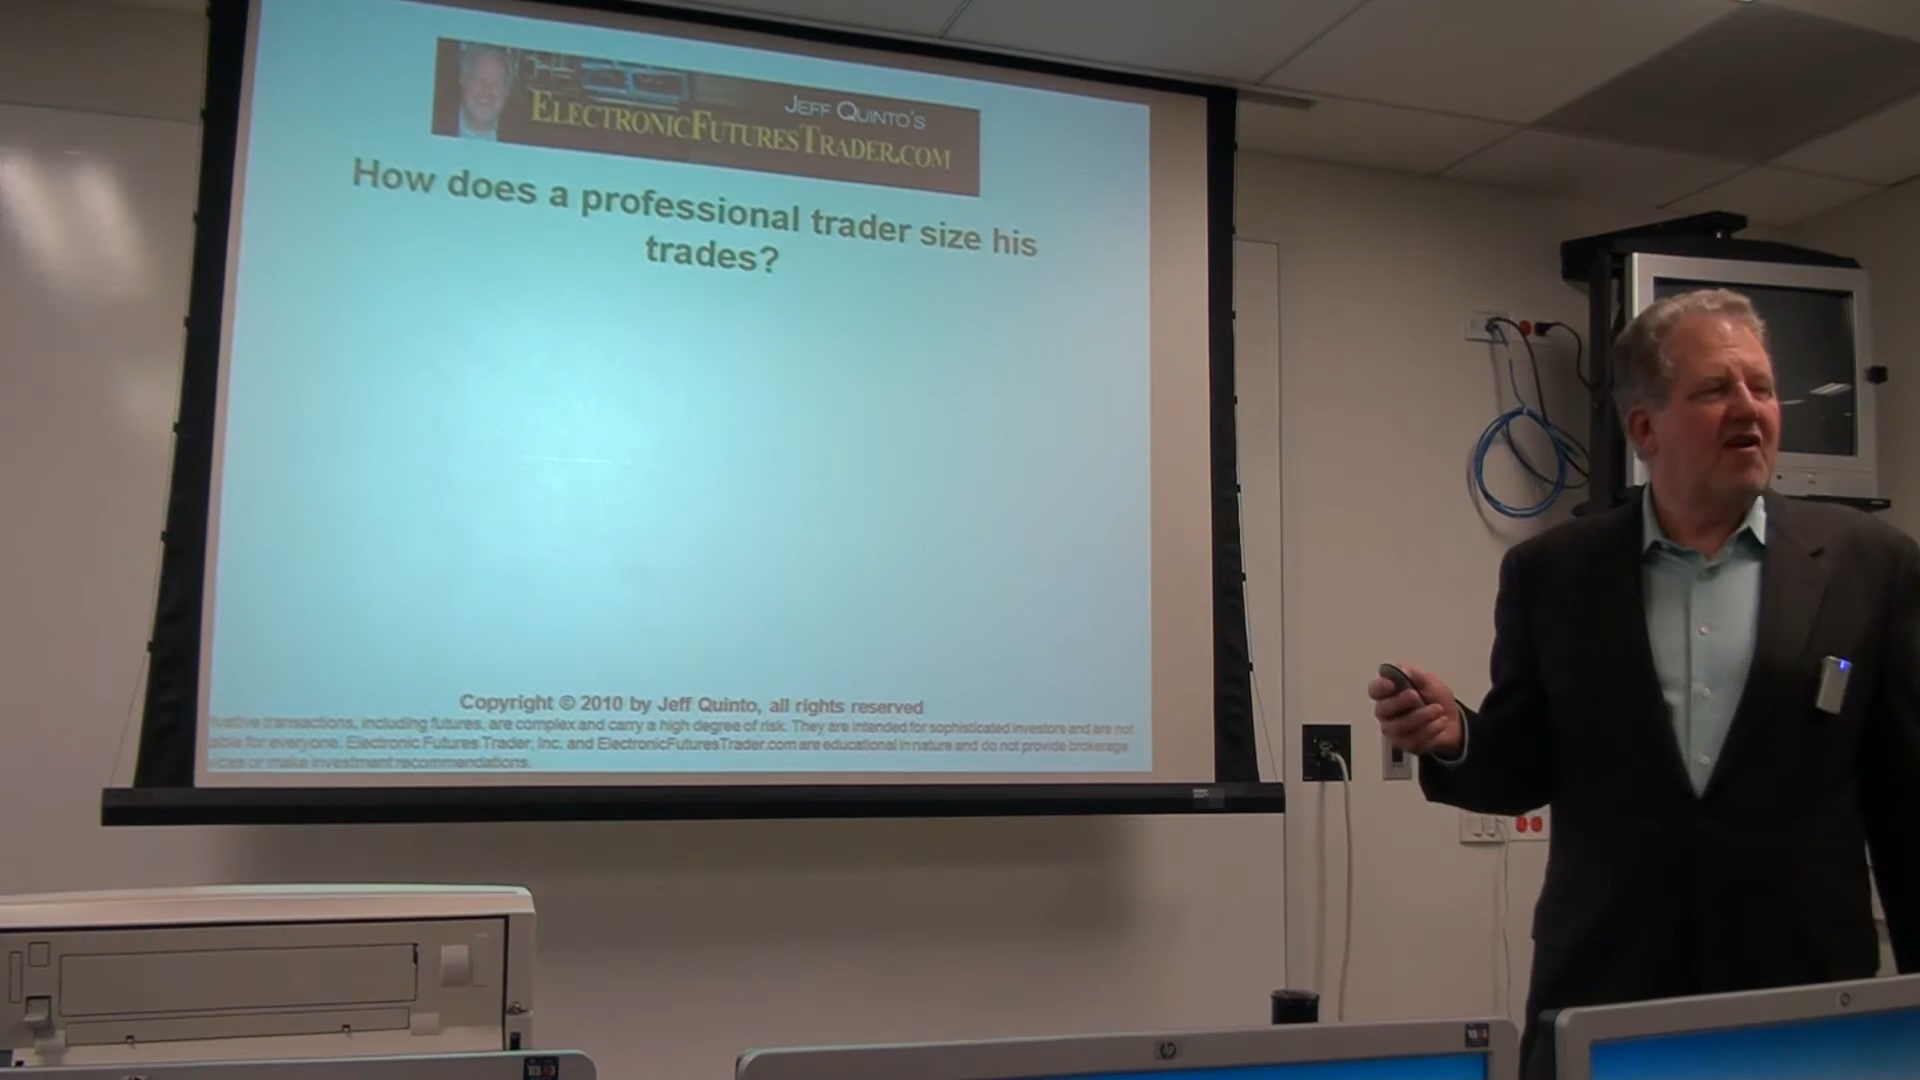 JEFF QUINTO'S
ELECTRONICFUTURESTRADER.COM
How does a professional trader size his
trades?
Copyright © 2010 by Jeff Quinto, all rights reserved
transactions, including futures, are complex and carry a high degree of risk. They are intended for sophisticated investors and are not
for everyone. Electronic Futures Trader, Inc. and ElectronicFuturesTrader.com are educational in nature and do not provide brokerage
or make investment recommendations.
hp